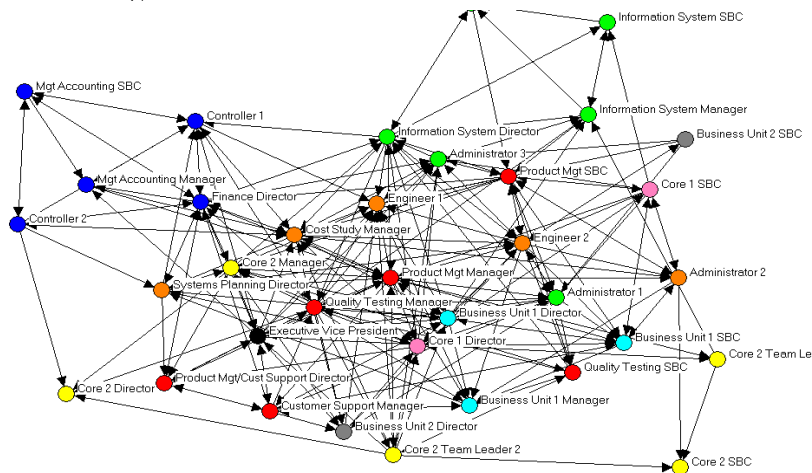 Information System SBC
Mgt Accounting SBC
Information System Manager
Controller 1
Information System Director
Business Unit 2 SBC
Administrator 3
Product Mgt SBC
Mgt Accounting Manager
Core 1 SBC
Finance Director
Engineer 1
Controller 2
Cost Study Manager
Engineer 2
Core 2 Manager
Product Mgt Manager
Administrator 2
Systems Planning Director
Administrator 1
Quality Testing Manager
Business Unit 1 Director
Executive Vice President
Business Unit 1 SBC
Core 1 Director
Core 2 Team Le
Quality Testing SBC
Product Mgt/Cust Support Director
Core 2 Director
Business Unit 1 Manager
Customer Support Manager
Business Unit 2 Director
Core 2 Team Leader 2
Core 2 SBC